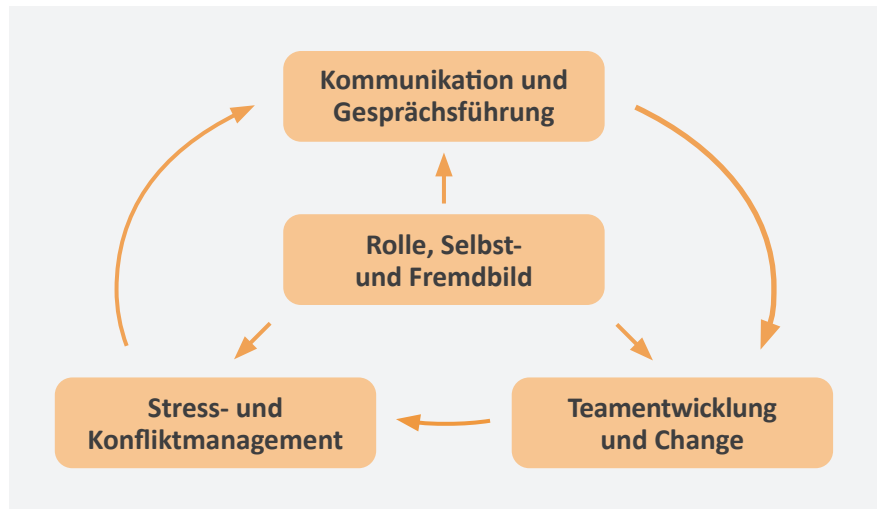 Kommunikation und
Gesprächsführung
Rolle, Selbst-
und Fremdbild
Stress- und
Konfliktmanagement
Teamentwicklung
und Change